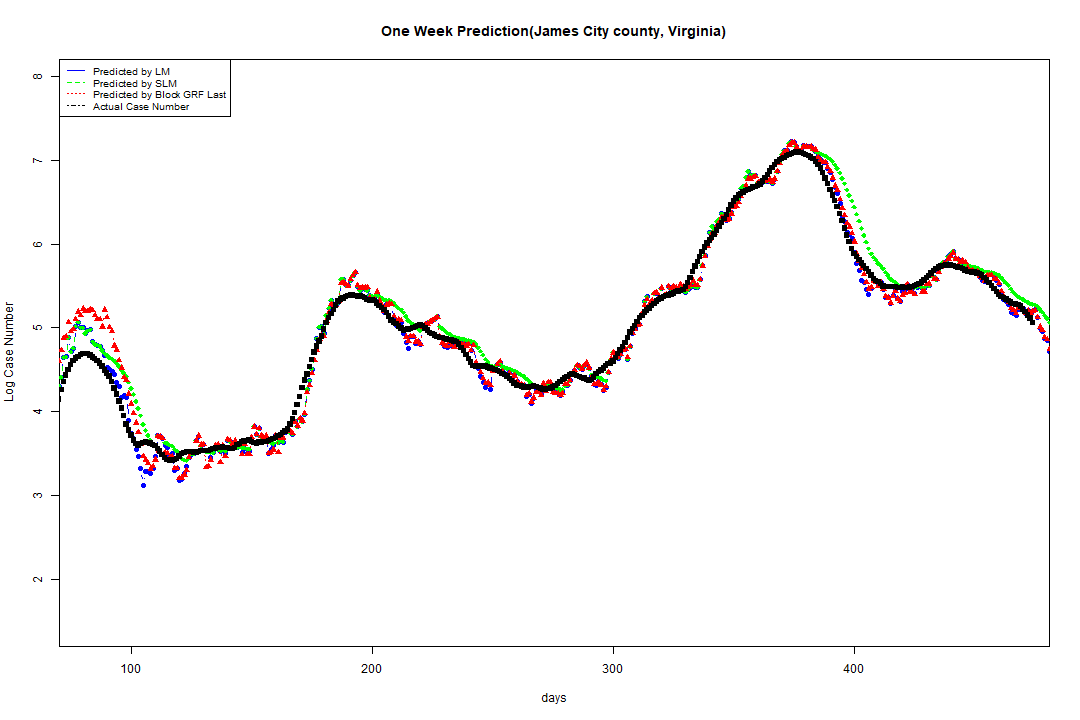 One Week Prediction(James City county, Virginia)
Predicted by LM
Predicted by SLM
Predicted by Block GRF Last
Actual Case Number
8
7
6
5
4
3
2
Log Case Number
100 200 300 400
days